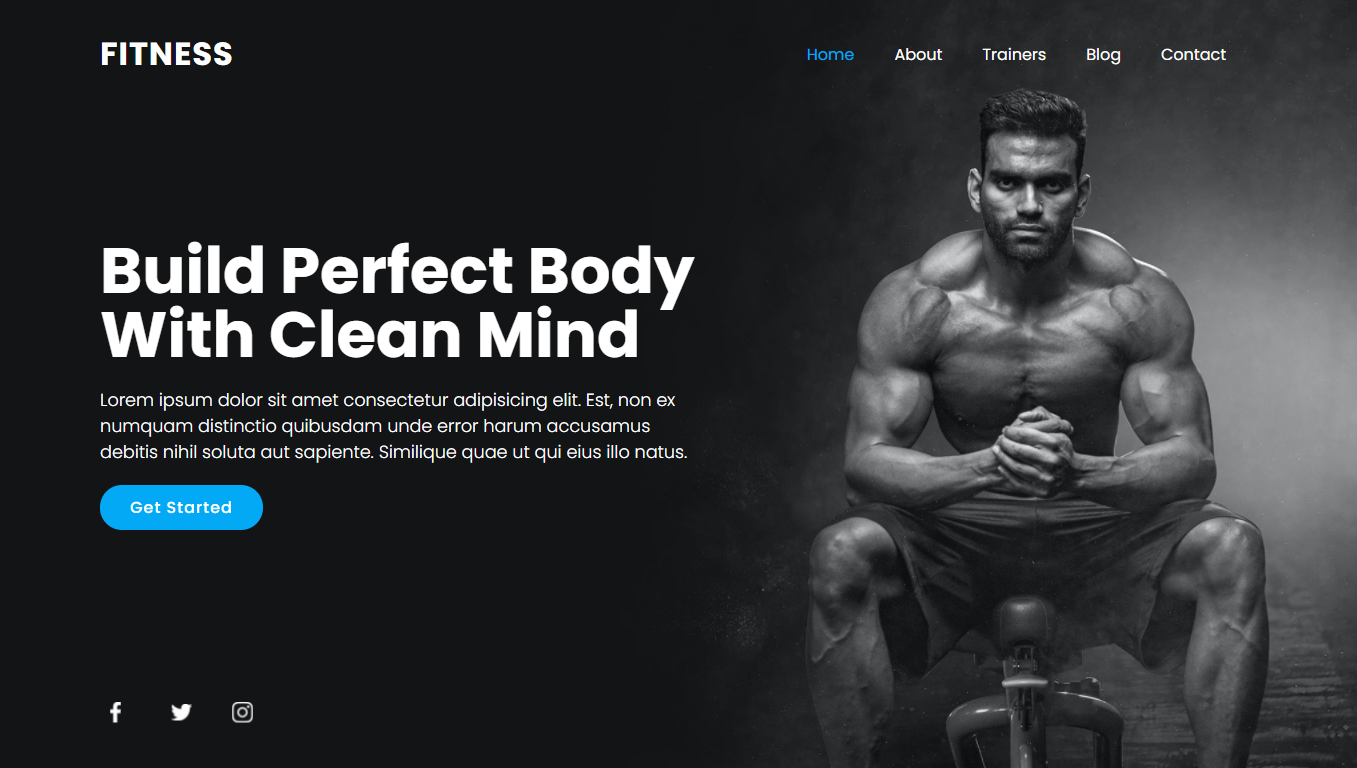 FITNESS
Home About Trainers Blog Contact
Build Perfect Body
With Clean Mind
Lorem ipsum dolor sit amet consectetur adipisicing elit. Est, non ex
numquam distinctio quibusdam unde error harum accusamus
debitis nihil soluta aut sapiente. Similique quae ut qui eius illo natus.
Get Started